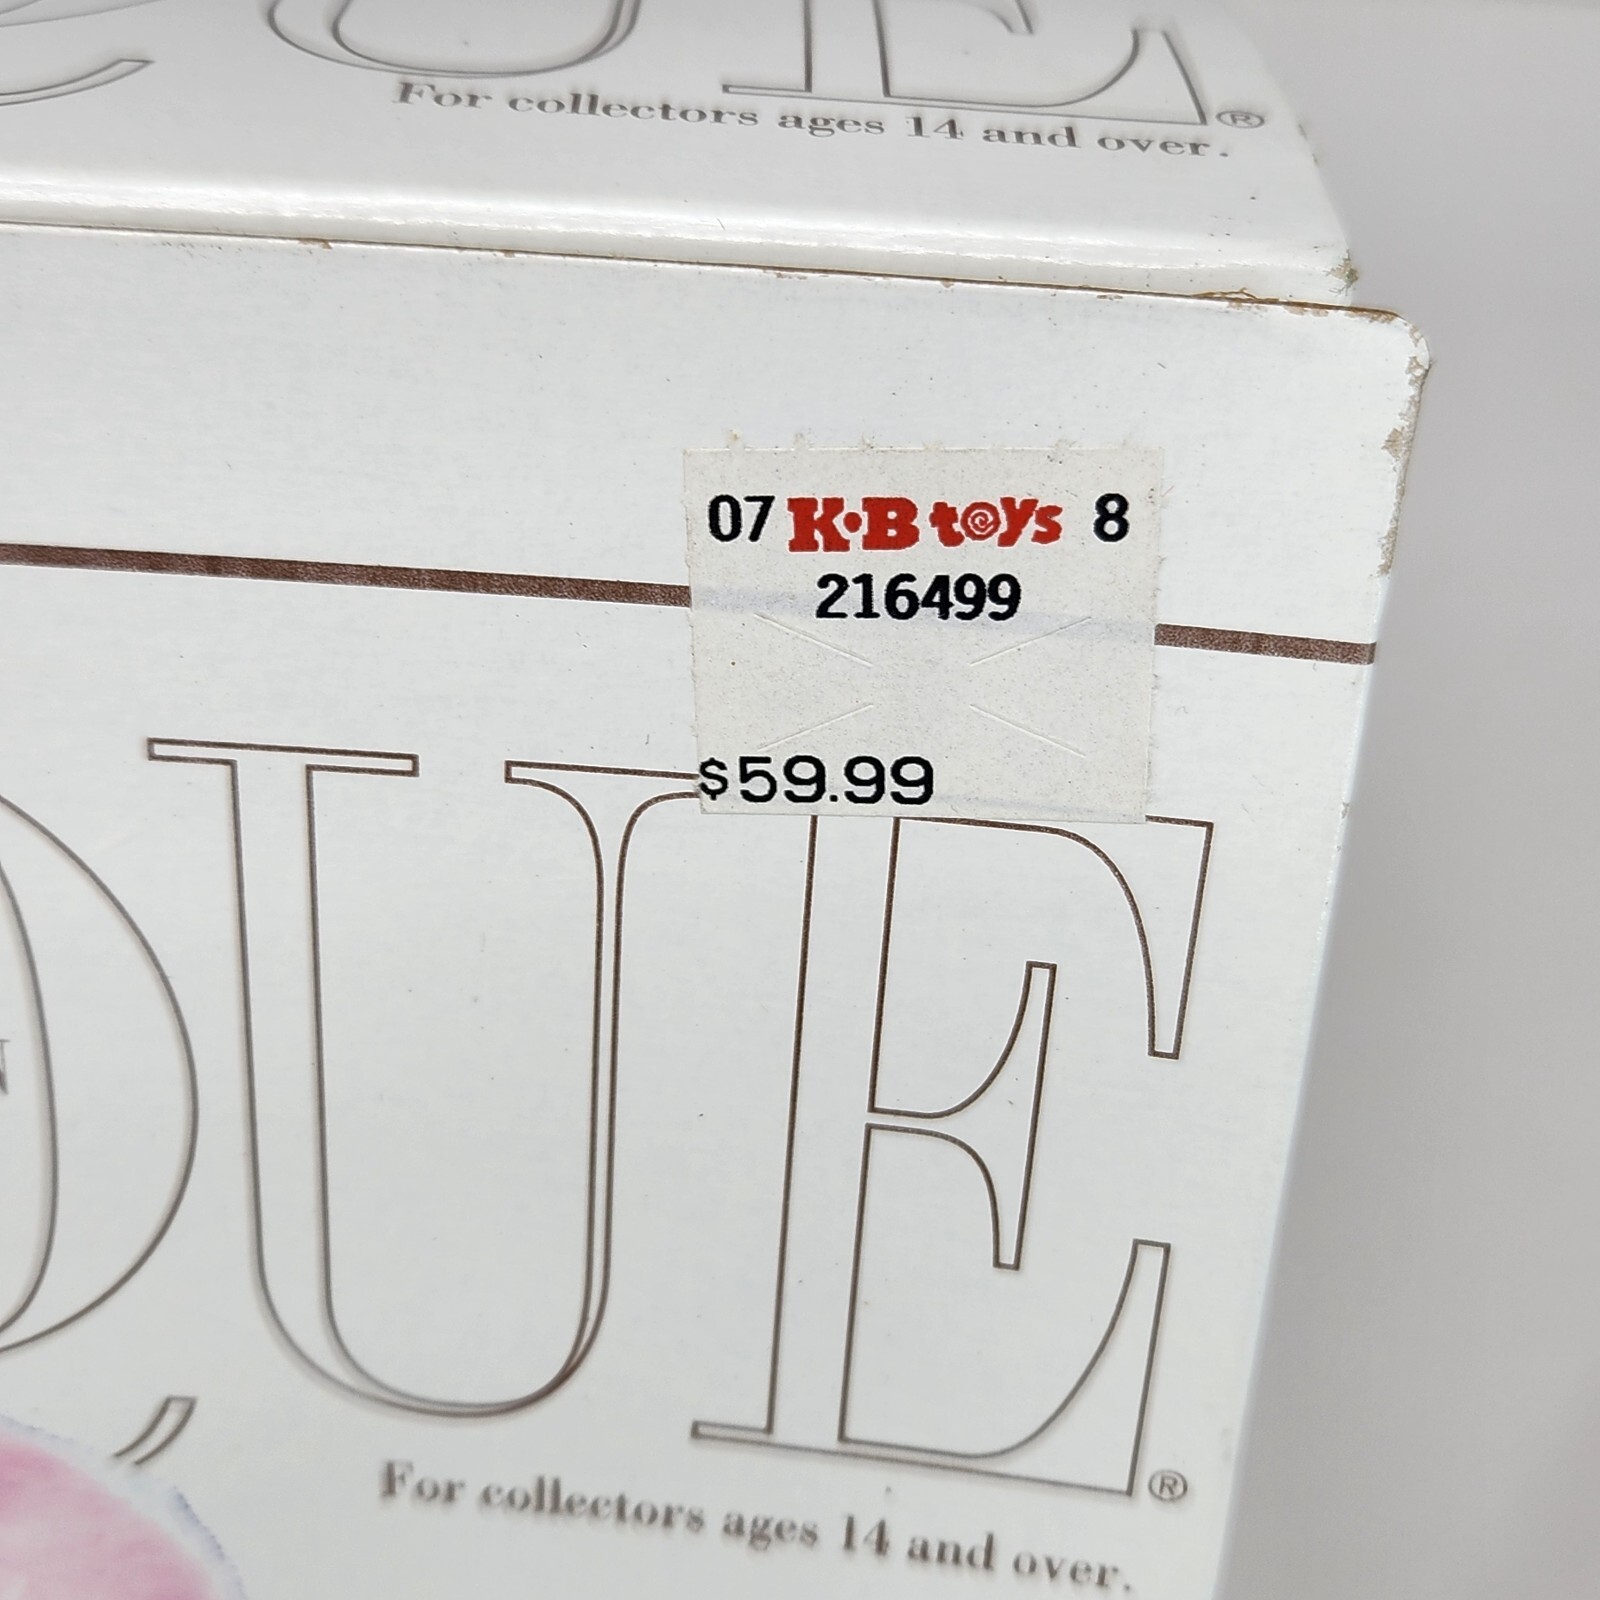 UE®
For collectors ages 14 and over.
07 K·B toys 8
216499
$59.99
QUE®
For collectors ages 14 and over.